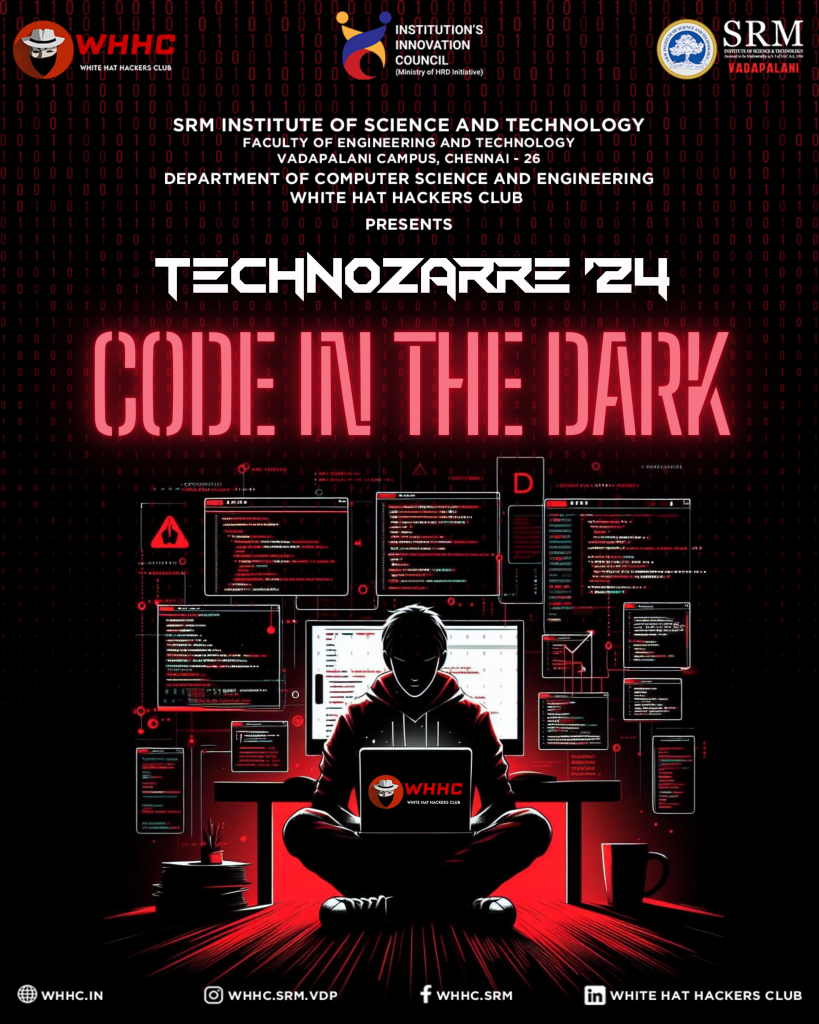 WHHC
WHITE HAT HACKERS CLUB
INSTITUTION'S
INNOVATION
COUNCIL
(Ministry of HRD Initiative)
SRM
INSTITUTE OF SCIENCE & TECHNOLOGY
VADAPALANI
SRM INSTITUTE OF SCIENCE AND TECHNOLOGY
FACULTY OF ENGINEERING AND TECHNOLOGY
VADAPALANI CAMPUS, CHENNAI - 26
DEPARTMENT OF COMPUTER SCIENCE AND ENGINEERING
WHITE HAT HACKERS CLUB
PRESENTS
TECHNOZARRE '24
CODE IN THE DARK
D
WHHC
WHITE HAT HACKERS CLUB
WHHC.IN
WHHC.SRM.VDP
WHHC.SRM
WHITE HAT HACKERS CLUB